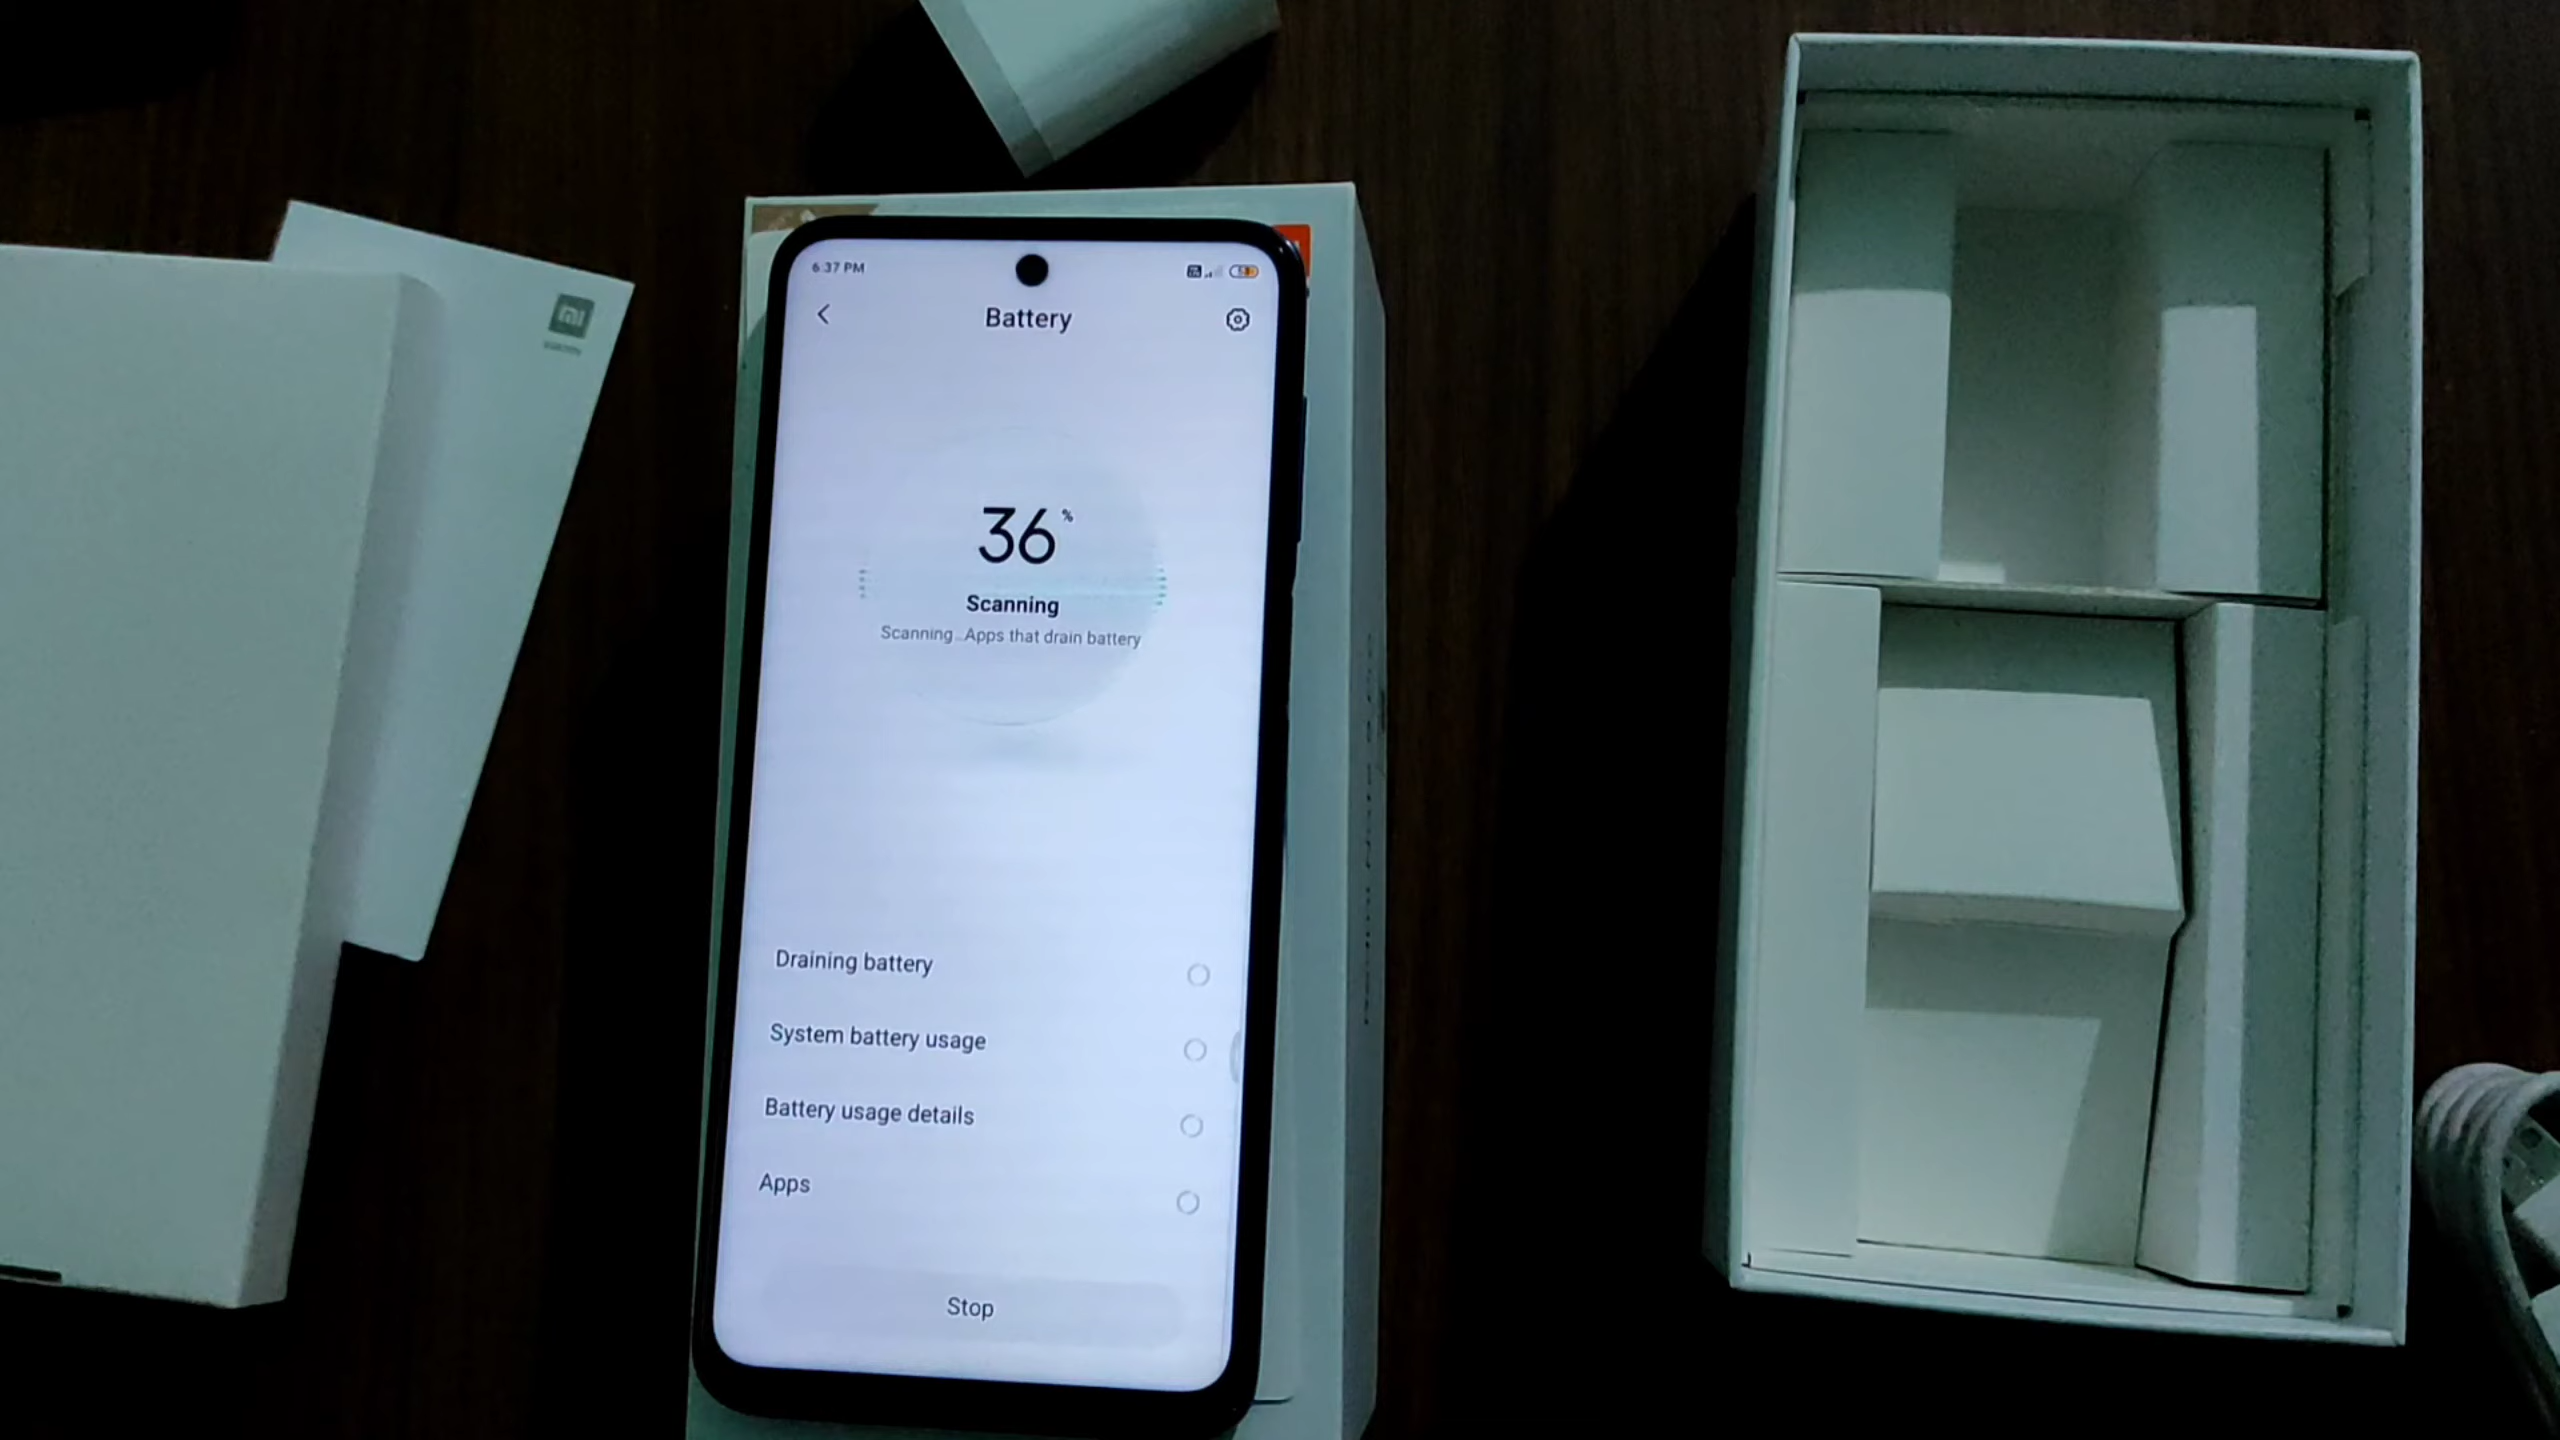 mi
6:37 PM
Battery
36%
Scanning
Scanning...Apps that drain battery
Draining battery
System battery usage
Battery usage details
Apps
Stop